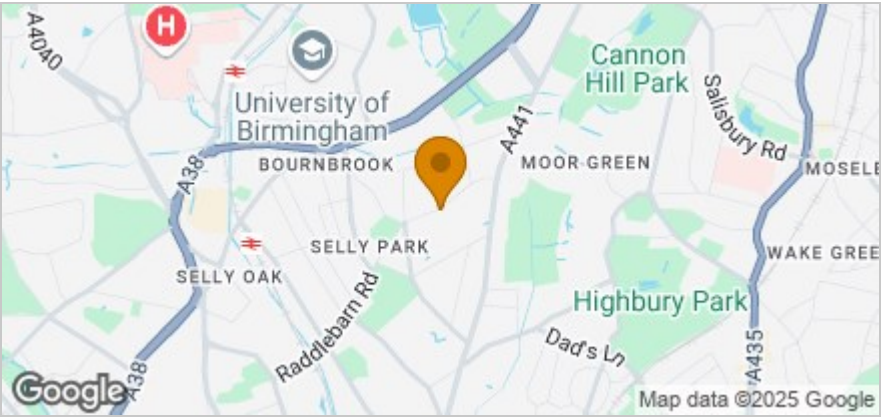 A4040
H
University of
Birmingham
Cannon
Hill Park
Salisbury Rd
A441
A38
BOURNBROOK
MOOR GREEN
MOSELE
SELLY PARK
SELLY OAK
WAKE GREE
Raddlebarn Rd
Highbury Park
Dad's Ln
A435
A38
Google
Map data ©2025 Google